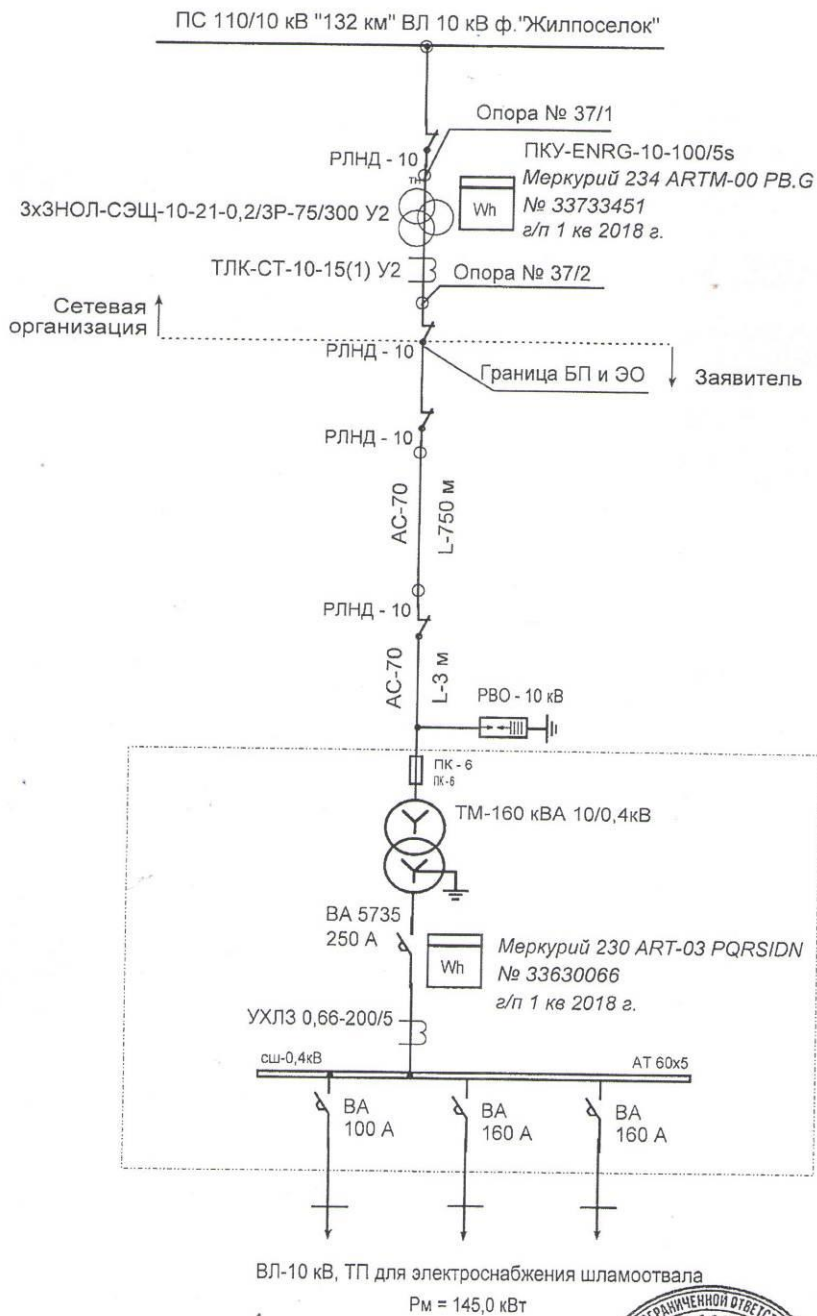 ПС 110/10 кВ "132 км" ВЛ 10 кВ ф."Жилпоселок"
Опора № 37/1
РЛНД - 10
ПКУ-ENRG-10-100/5s
ТН
Меркурий 234 ARTM-00 PB.G
3х3НОЛ-СЭЩ-10-21-0,2/3Р-75/300 У2
Wh
№ 33733451
г/п 1 кв 2018 г.
ТЛК-СТ-10-15(1) У2
Опора № 37/2
Сетевая
организация
РЛНД - 10
Граница БП и ЭО
Заявитель
РЛНД - 10
АС-70
L-750 м
РЛНД - 10
АС-70
L-3 м
РВО - 10 кВ
ПК - 6
ПК - 6
ТМ-160 кВА 10/0,4кВ
ВА 5735
250 А
Wh
Меркурий 230 ART-03 PQRSIDN
№ 33630066
г/п 1 кв 2018 г.
УХЛ3 0,66-200/5
сш-0,4кВ
АТ 60х5
ВА
100 А
ВА
160 А
ВА
160 А
ВЛ-10 кВ, ТП для электроснабжения шламоотвала
Рм = 145,0 кВт